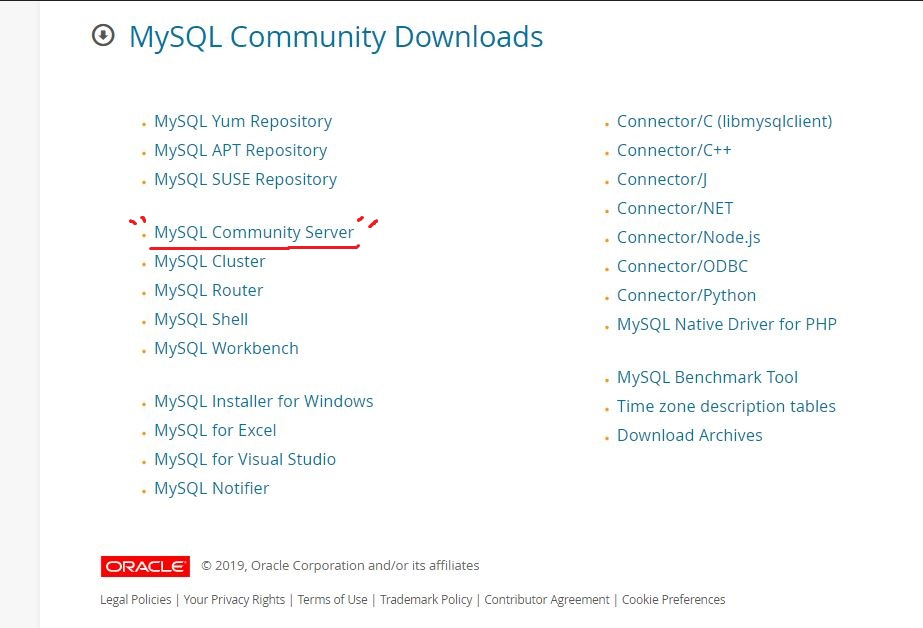 MySQL Community Downloads
MySQL Yum Repository
MySQL APT Repository
MySQL SUSE Repository
MySQL Community Server
MySQL Cluster
MySQL Router
MySQL Shell
MySQL Workbench
MySQL Installer for Windows
MySQL for Excel
MySQL for Visual Studio
MySQL Notifier
Connector/C (libmysqlclient)
Connector/C++
Connector/J
Connector/NET
Connector/Node.js
Connector/ODBC
Connector/Python
MySQL Native Driver for PHP
MySQL Benchmark Tool
Time zone description tables
Download Archives
ORACLE © 2019, Oracle Corporation and/or its affiliates
Legal Policies | Your Privacy Rights | Terms of Use | Trademark Policy | Contributor Agreement | Cookie Preferences